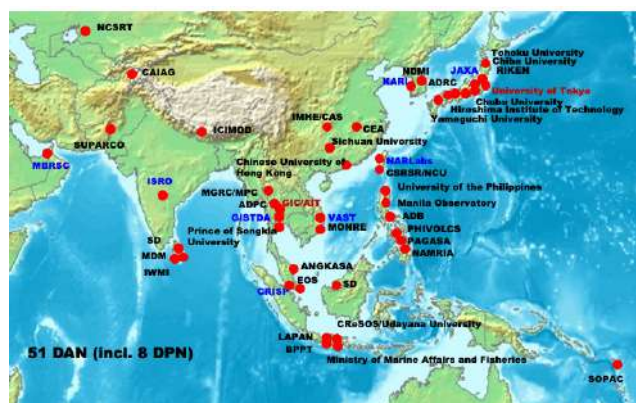 NCSRT
Tohoku University
Chiba University
RIKEN
JAXA
NDMI
CAIAG
KARI
ADRC
University of Tokyo
Chubu University
Hiroshima Institute of Technology
Yamaguchi University
IMHE/CAS
CEA
ICIMOD
SUPARCO
Sichuan University
MBRSC
NARLabs
Chinese University of
Hong Kong
CSRSR/NCU
ISRO
MGRC/MPC
University of the Philippines
ADPC
GIC/AIT
Manila Observatory
GISTDA
VAST
ADB
MONRE
Prince of Songkla
University
PHIVOLCS
SD
PAGASA
MDM
NAMRIA
IWMI
ANGKASA
EOS
SD
CRISP
CReSOS/Udayana University
LAPAN
51 DAN (incl. 8 DPN)
BPPT
Ministry of Marine Affairs and Fisheries
SOPAC